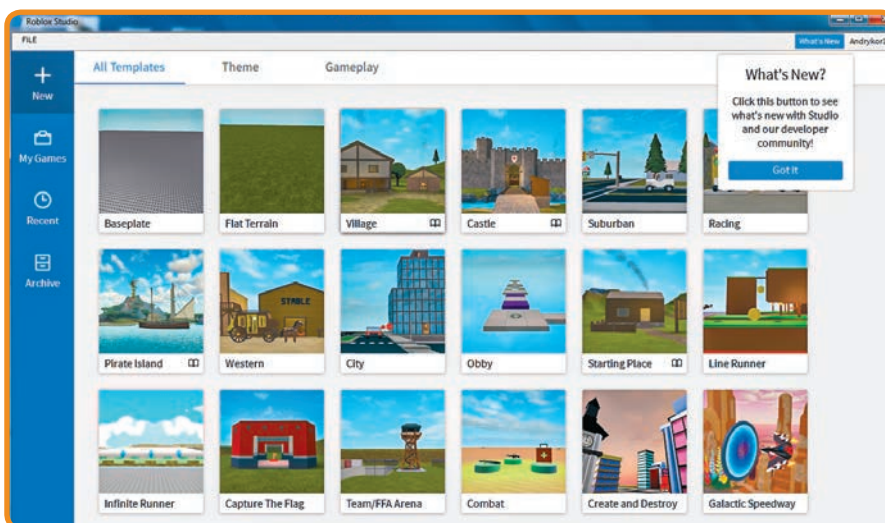 Roblox Studio
FILE
What's New
New
My Games
Recent
Archive
All Templates Theme Gameplay
What's New?
Click this button to see
what's new with Studio
and our developer
community!
Got It
Baseplate Flat Terrain Village Castle Suburban Racing
STABLE
Pirate Island Western City Obby Starting Place Line Runner
Infinite Runner Capture The Flag Team/FFA Arena Combat Create and Destroy Galactic Speedway